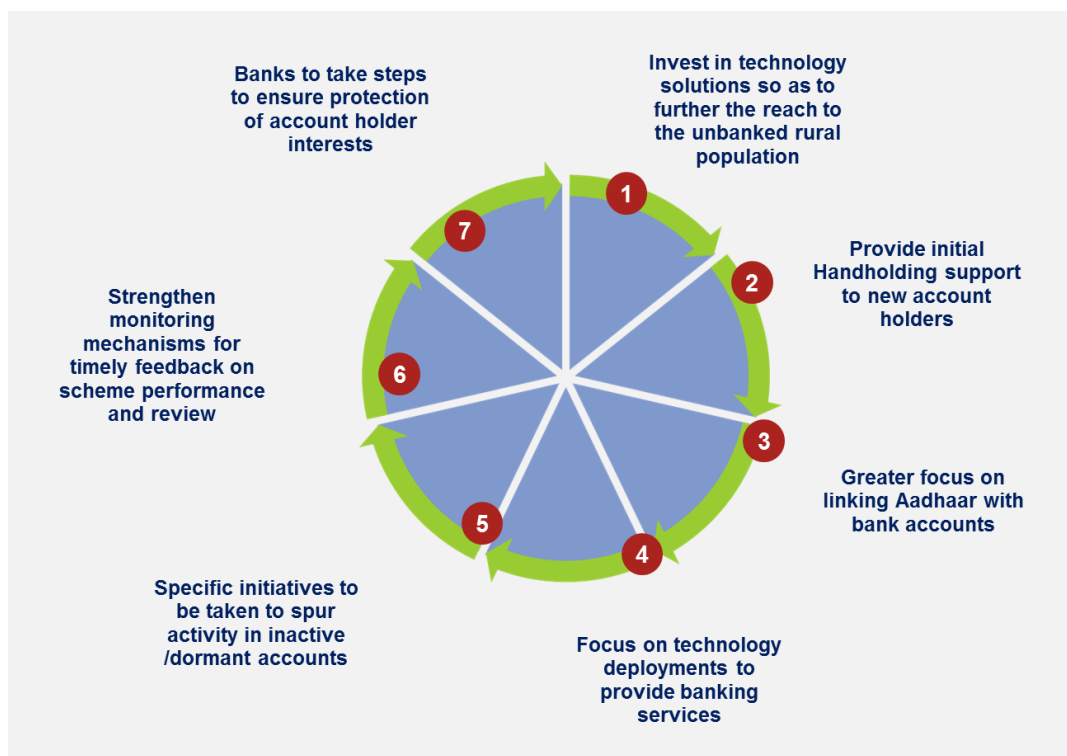 1
Invest in technology
solutions so as to
further the reach to
the unbanked rural
population
2
Provide initial
Handholding support
to new account
holders
3
Greater focus on
linking Aadhaar with
bank accounts
4
Focus on technology
deployments to
provide banking
services
5
Specific initiatives to
be taken to spur
activity in inactive
/dormant accounts
6
Strengthen
monitoring
mechanisms for
timely feedback on
scheme performance
and review
7
Banks to take steps
to ensure protection
of account holder
interests